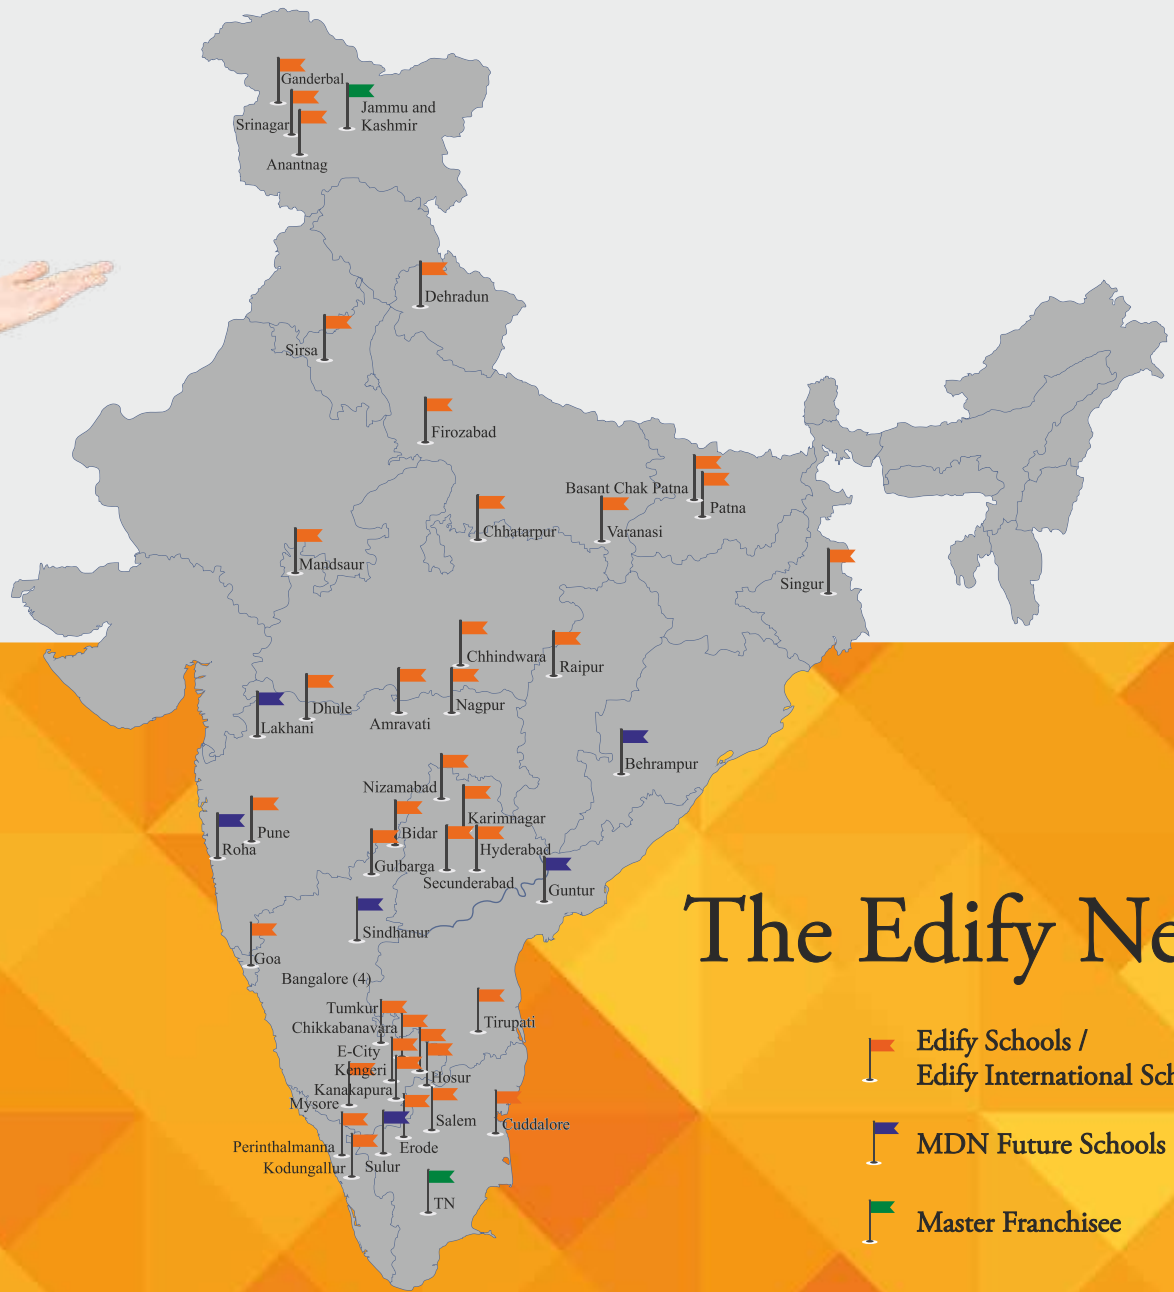 Ganderbal
Jammu and
Kashmir
Srinagar
Anantnag
Dehradun
Sirsa
Firozabad
Basant Chak Patna
Patna
Chhatarpur
Varanasi
Mandsaur
Singur
Chhindwara
Raipur
Dhule
Nagpur
Amravati
Lakhani
Behrampur
Nizamabad
Karimnagar
Pune
Bidar
Roha
Hyderabad
Gulbarga
Secunderabad
Guntur
Sindhanur
Goa
The Edify Ne
Bangalore (4)
Tumkur
Tirupati
Chikkabanavara
E-City
Kengeri
Hosur
Kanakapura
Mysore
Salem
Cuddalore
Perinthalmanna
Erode
Kodungallur
Sulur
TN
Edify Schools /
Edify International Sch
MDN Future Schools
Master Franchisee